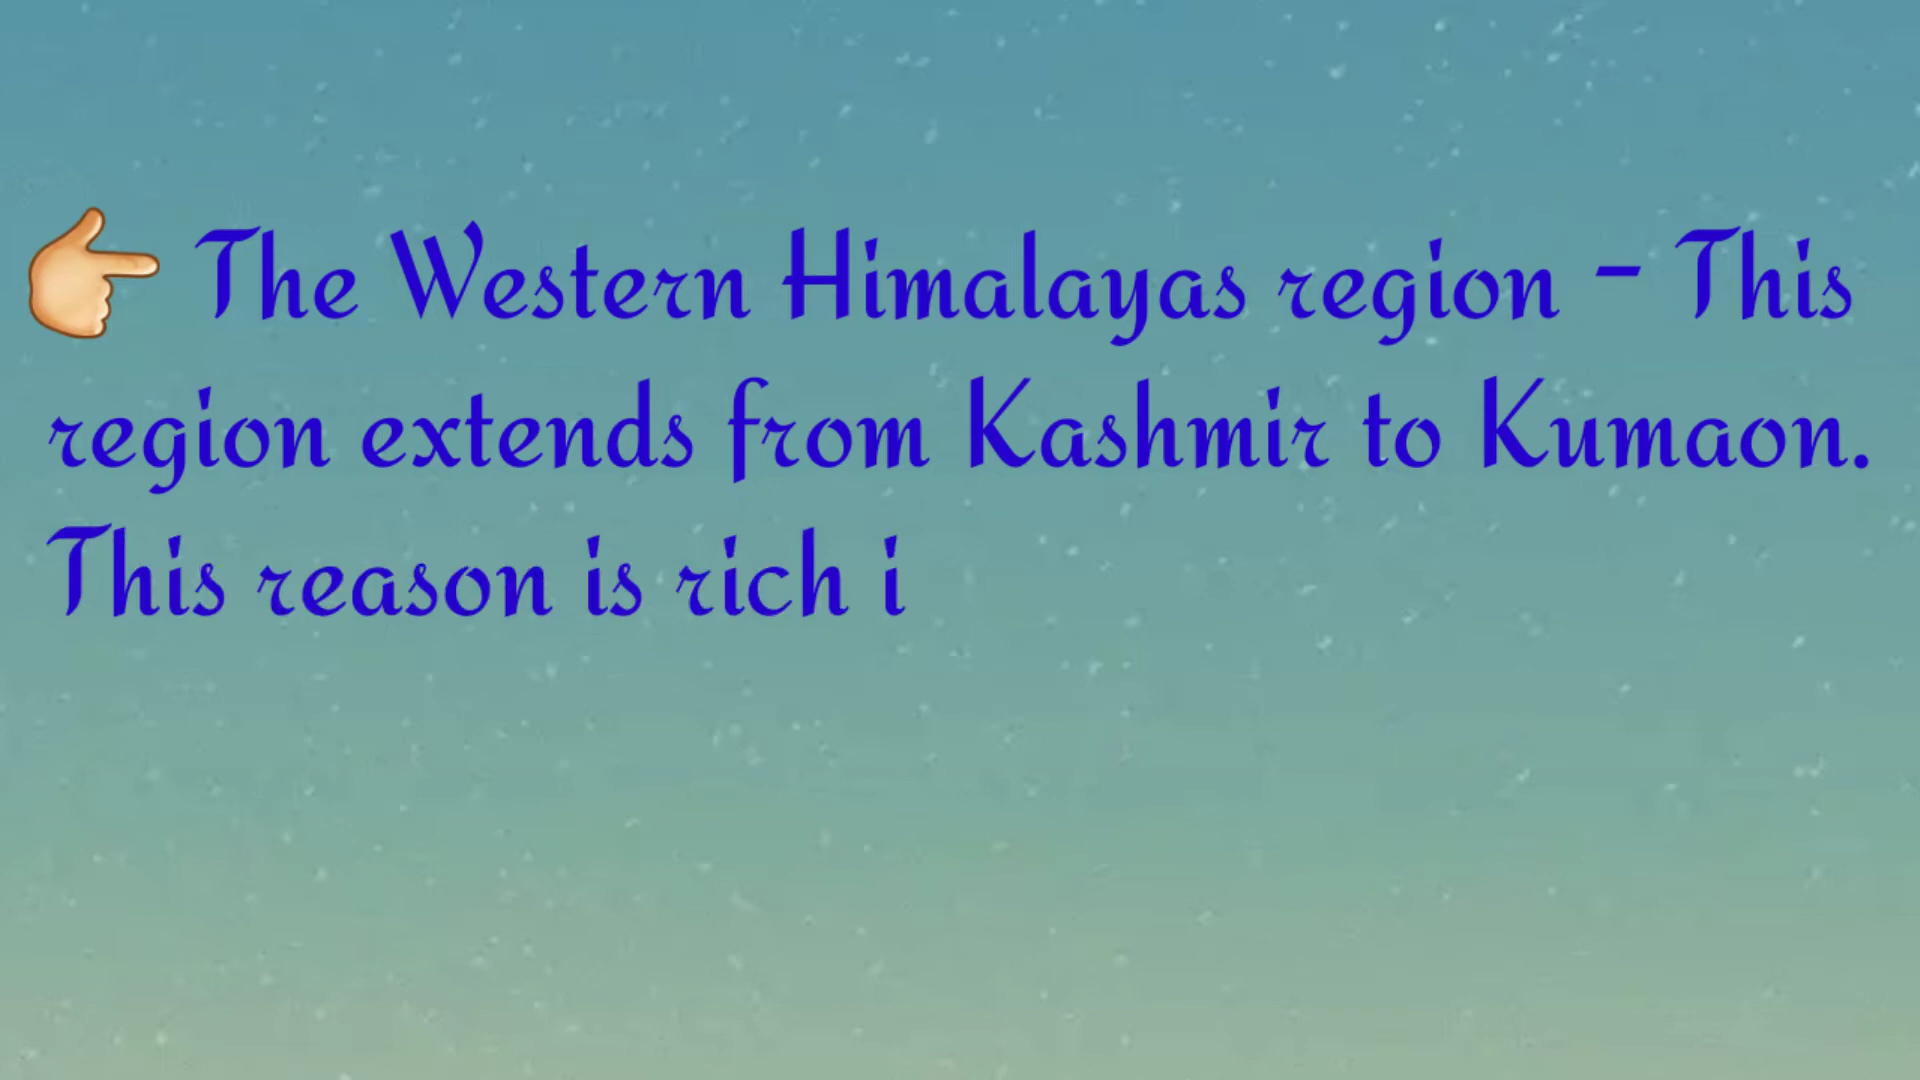 👉 The Western Himalayas region - This
region extends from Kashmir to Kumaon.
This reason is rich i